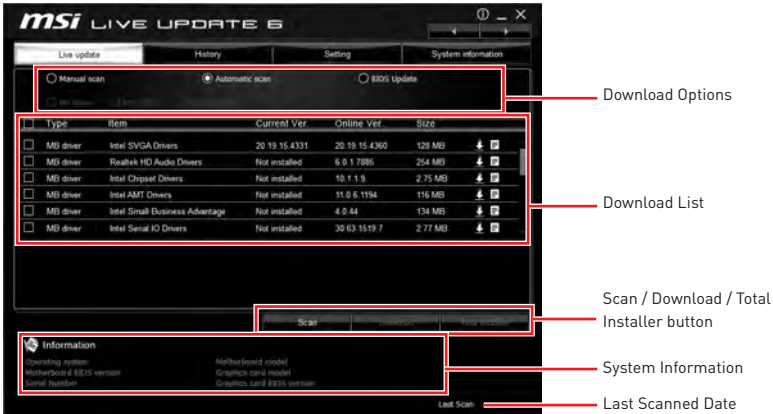 msi LIVE UPDATE 6
Live update History Setting System information
Manual scan Automatic scan BIOS Update
MB driver
Type Item Current Ver. Online Ver. Size
MB driver Intel SVGA Drivers 20.19.15.4331 20.19.15.4360 128 MB
MB driver Realtek HD Audio Drivers Not installed 6.0.1.7885 254 MB
MB driver Intel Chipset Drivers Not installed 10.1.1.9 2.75 MB
MB driver Intel AMT Drivers Not installed 11.0.6.1194 116 MB
MB driver Intel Small Business Advantage Not installed 4.0.44 134 MB
MB driver Intel Serial IO Drivers Not installed 30.63.1519.7 2.77 MB
Scan Download Total Installer
Information
Operating system Motherboard model
Motherboard BIOS version Graphics card model
Serial number Graphics card BIOS version
Last Scan
Download Options
Download List
Scan / Download / Total
Installer button
System Information
Last Scanned Date